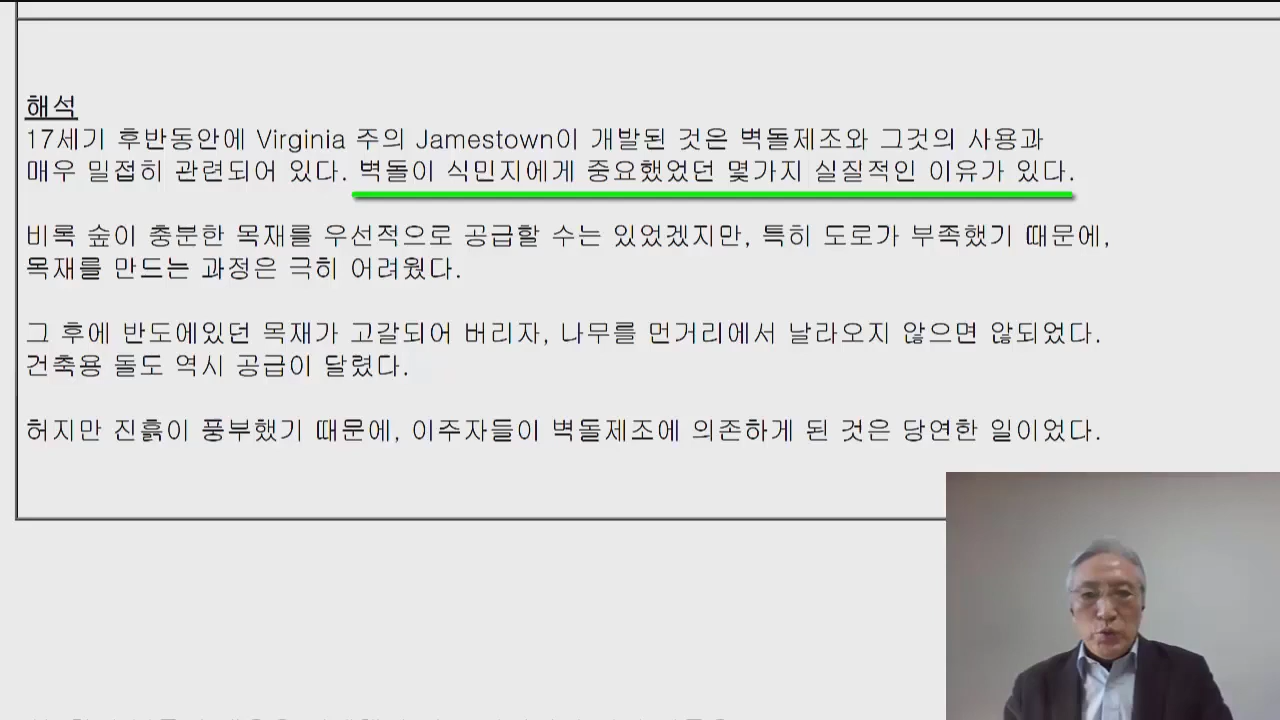 해석
17세기 후반동안에 Virginia 주의 Jamestown이 개발된 것은 벽돌제조와 그것의 사용과
매우 밀접히 관련되어 있다. 벽돌이 식민지에게 중요했었던 몇가지 실질적인 이유가 있다.
비록 숲이 충분한 목재를 우선적으로 공급할 수는 있었겠지만, 특히 도로가 부족했기 때문에,
목재를 만드는 과정은 극히 어려웠다.
그 후에 반도에있던 목재가 고갈되어 버리자, 나무를 먼거리에서 날라오지 않으면 않되었다.
건축용 돌도 역시 공급이 달렸다.
허지만 진흙이 풍부했기 때문에, 이주자들이 벽돌제조에 의존하게 된 것은 당연한 일이었다.